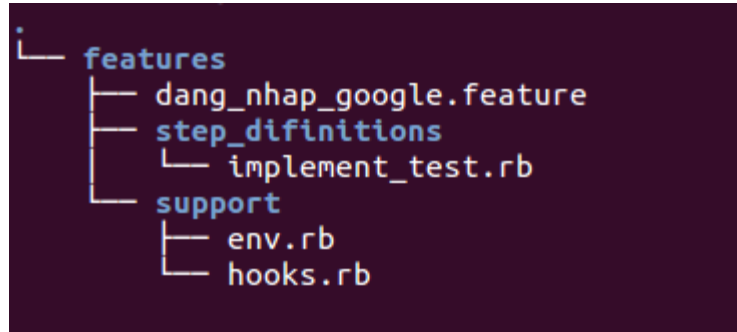 .
└── features
    ├── dang_nhap_google.feature
    ├── step_difinitions
    │   └── implement_test.rb
    └── support
        ├── env.rb
        └── hooks.rb